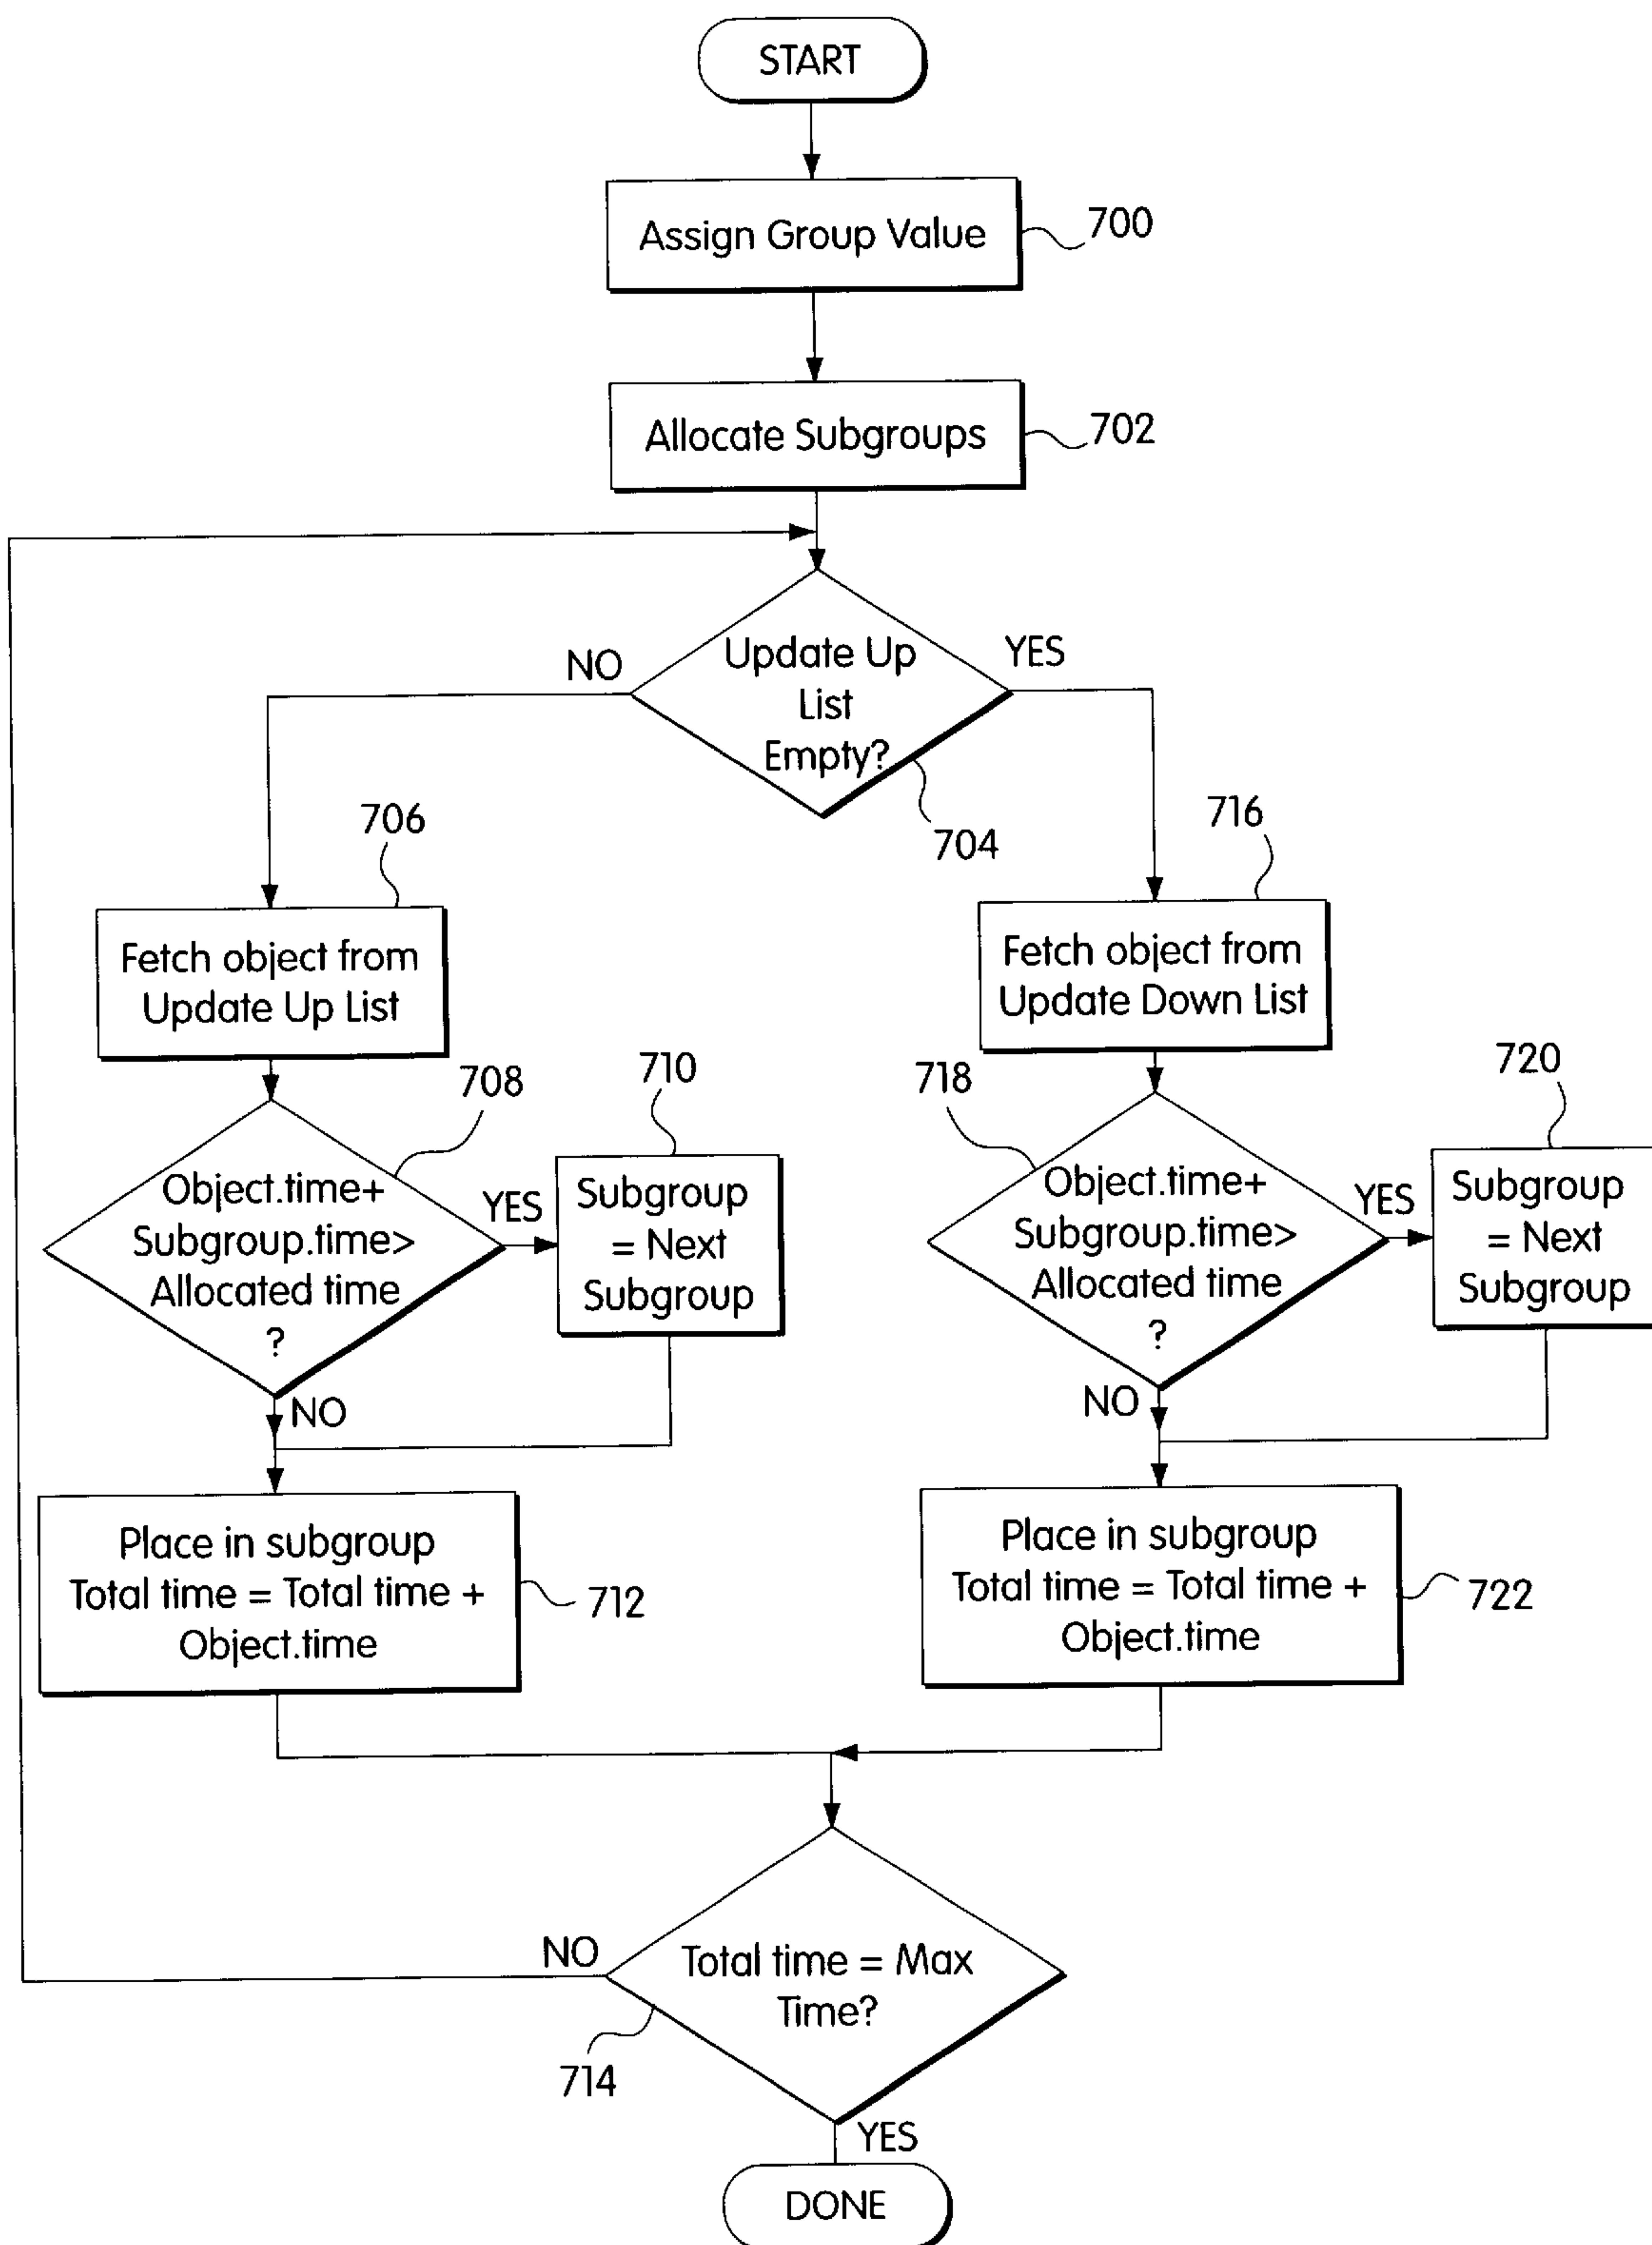 START
Assign Group Value
700
Allocate Subgroups
702
NO
Update Up
List
Empty?
YES
704
706
Fetch object from
Update Up List
716
Fetch object from
Update Down List
708
Object.time+
Subgroup.time>
Allocated time
?
YES
NO
710
Subgroup
= Next
Subgroup
718
Object.time+
Subgroup.time>
Allocated time
?
YES
NO
720
Subgroup
= Next
Subgroup
Place in subgroup
Total time = Total time +
Object.time
712
Place in subgroup
Total time = Total time +
Object.time
722
NO
Total time = Max
Time?
714
YES
DONE